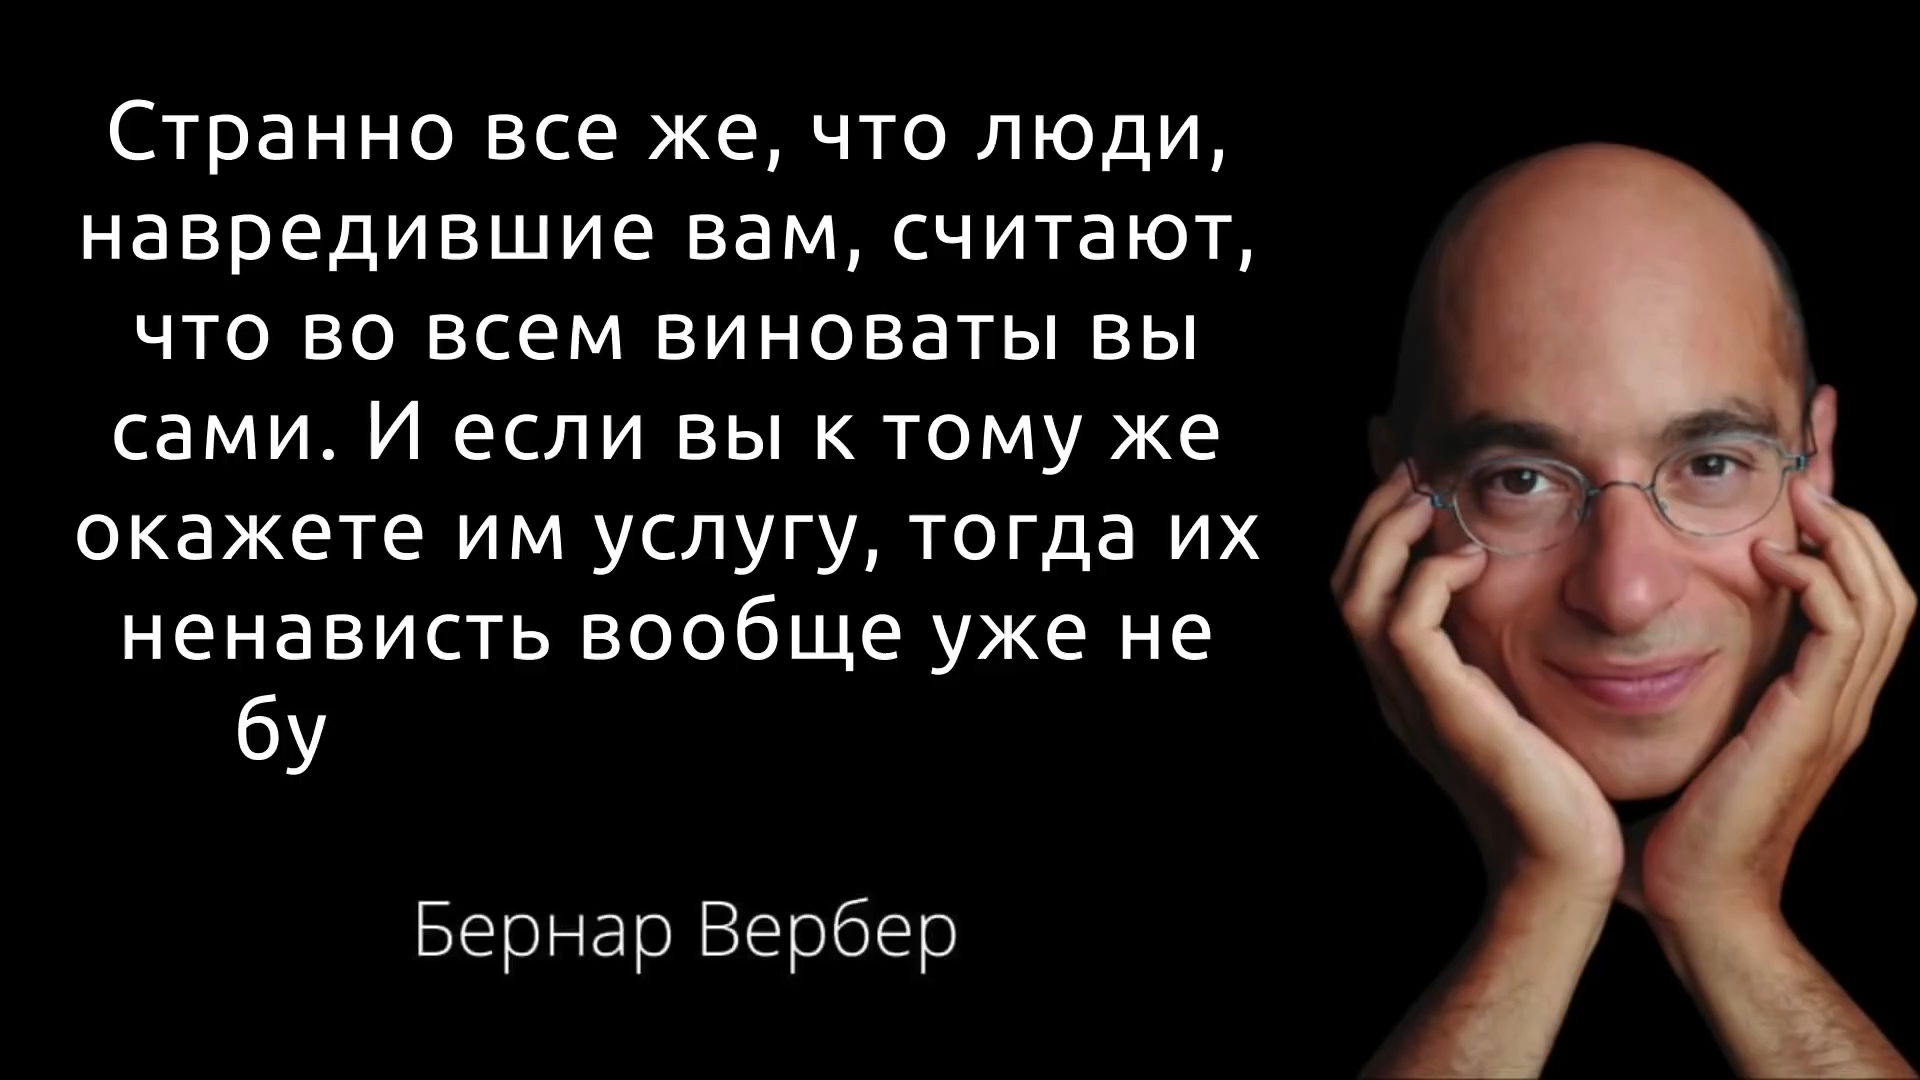 Странно все же, что люди,
навредившие вам, считают,
что во всем виноваты вы
сами. И если вы к тому же
окажете им услугу, тогда их
ненависть вообще уже не
бу
Бернар Вербер